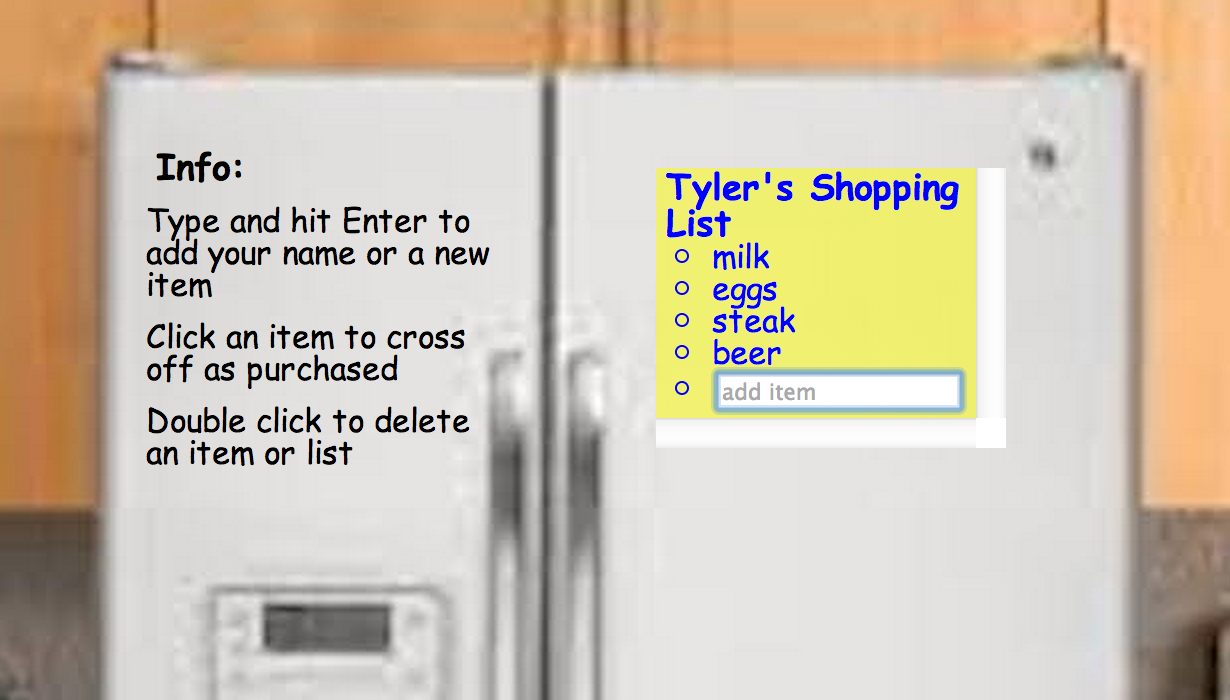 Info:
Type and hit Enter to
add your name or a new
item
Click an item to cross
off as purchased
Double click to delete
an item or list
Tyler's Shopping
List
milk
eggs
steak
beer
add item